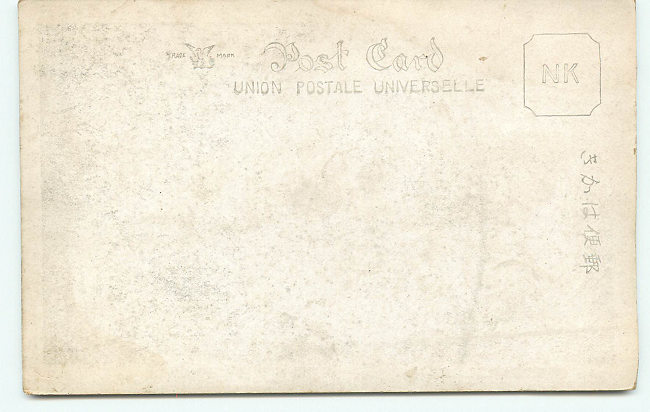 TRADE MARK
Post Card
UNION POSTALE UNIVERSELLE
NK
きかは便郵